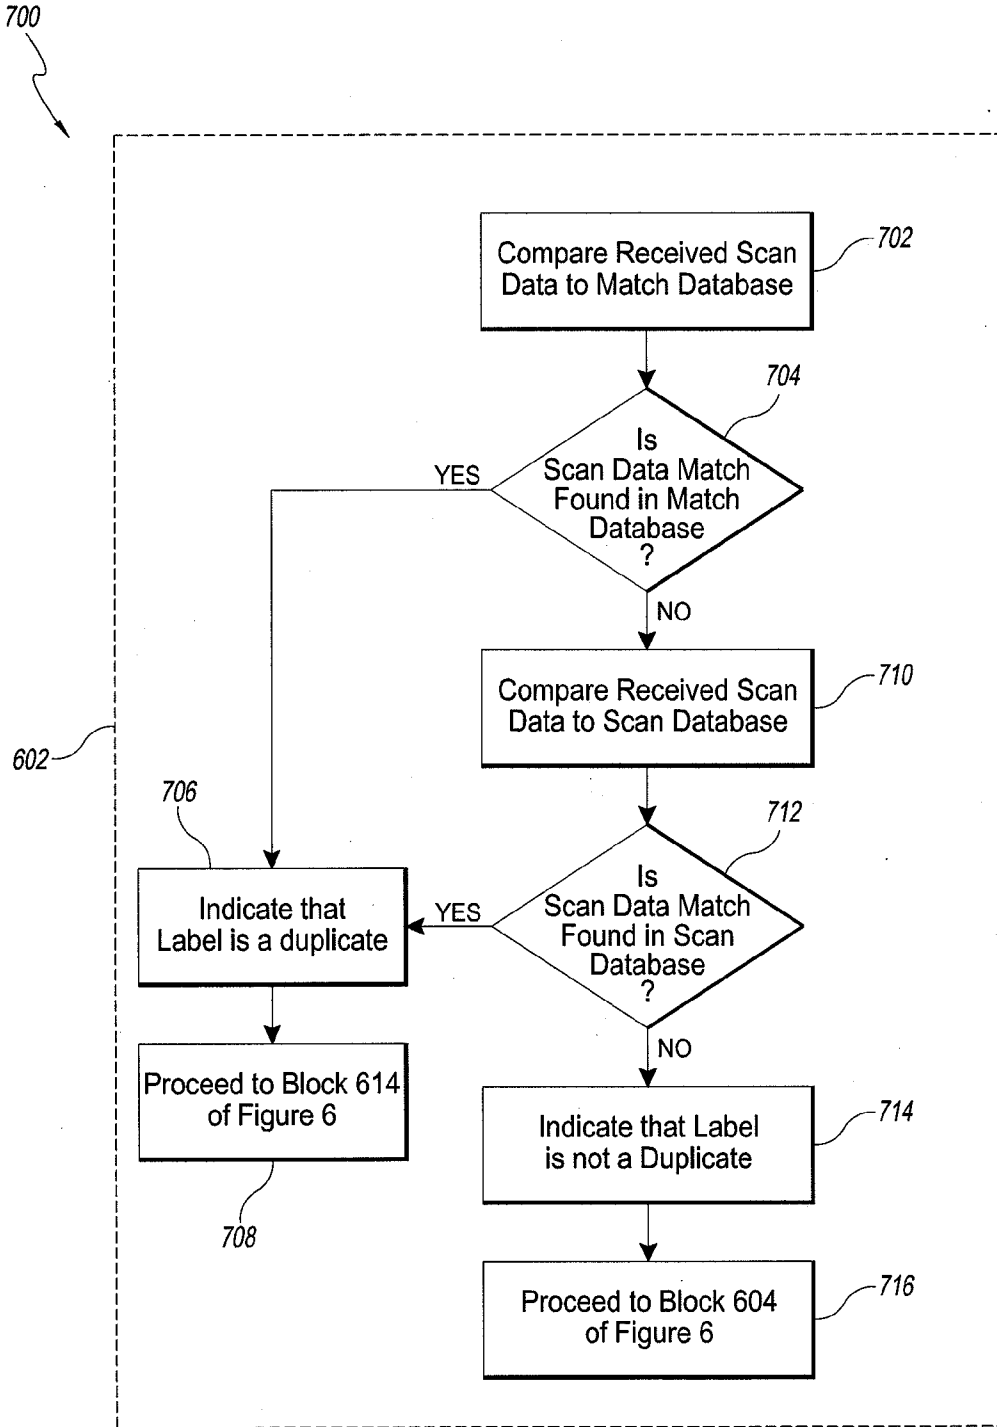 700
Compare Received Scan
Data to Match Database
702
704
Is
Scan Data Match
Found in Match
Database
?
YES
NO
Compare Received Scan
Data to Scan Database
710
602
706
712
Is
Scan Data Match
Found in Scan
Database
?
YES
Indicate that
Label is a duplicate
NO
Proceed to Block 614
of Figure 6
708
Indicate that Label
is not a Duplicate
714
Proceed to Block 604
of Figure 6
716